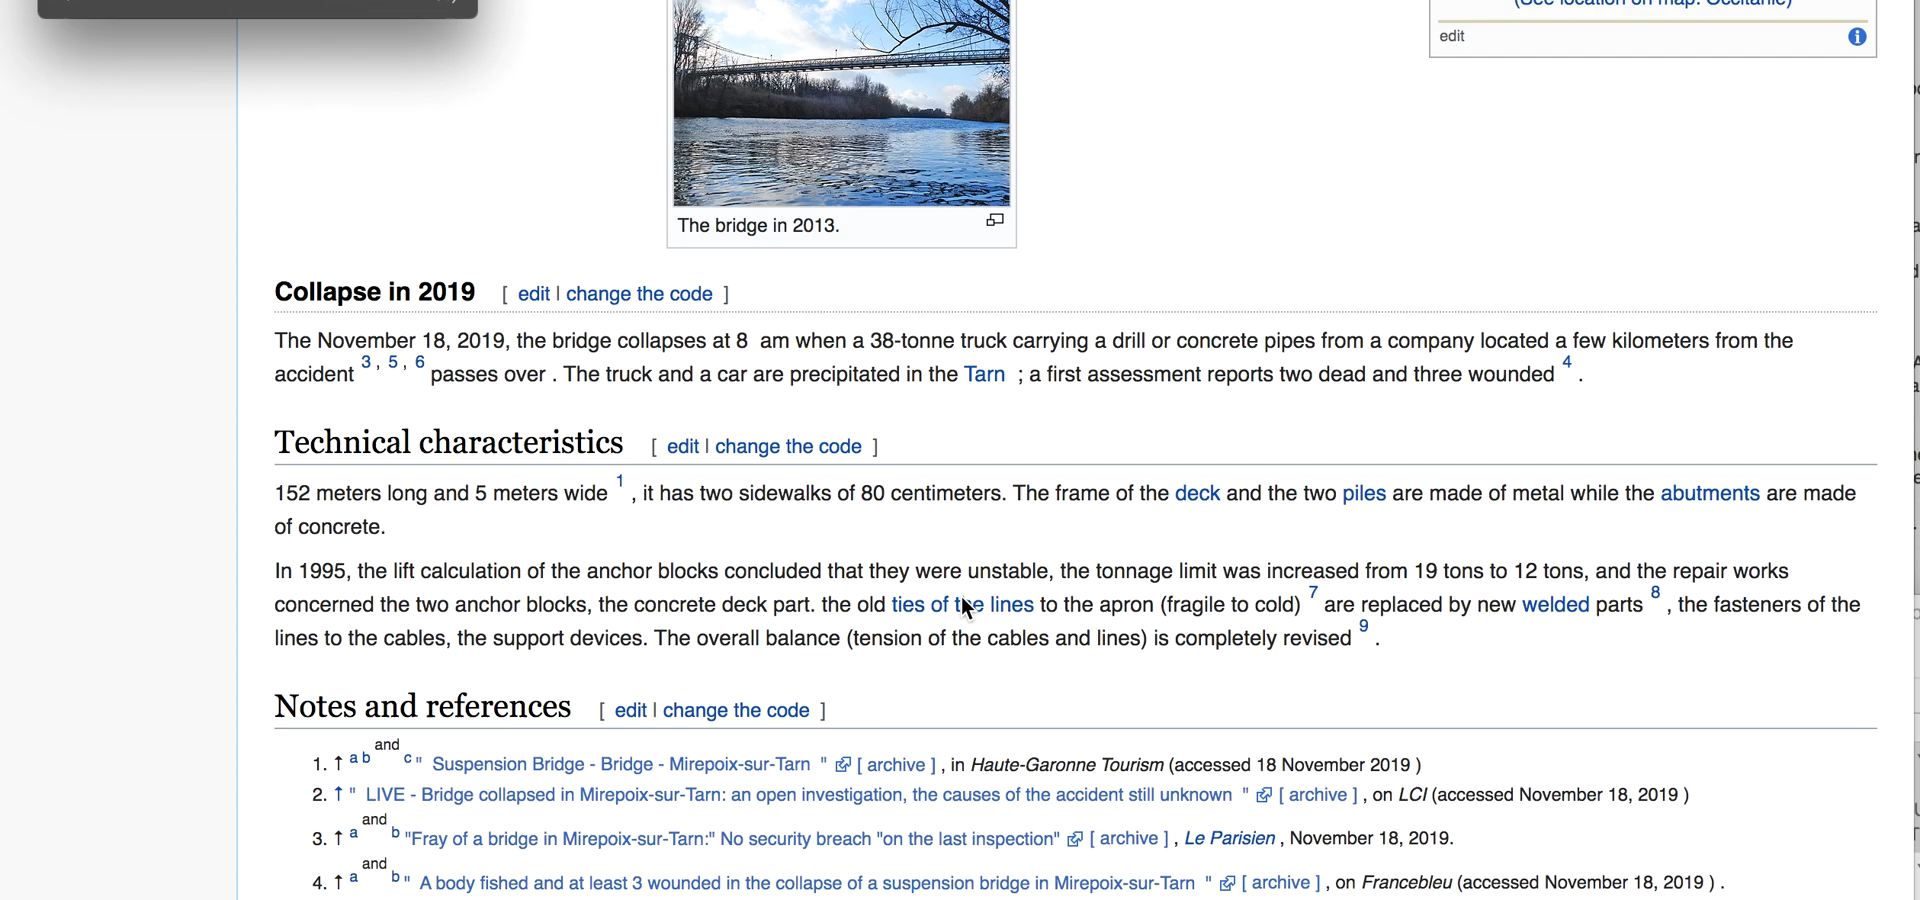 (See location on map: Occitanie)
edit
The bridge in 2013.
Collapse in 2019 [ edit | change the code ]
The November 18, 2019, the bridge collapses at 8 am when a 38-tonne truck carrying a drill or concrete pipes from a company located a few kilometers from the
accident 3 , 5 , 6 passes over . The truck and a car are precipitated in the Tarn ; a first assessment reports two dead and three wounded 4 .
Technical characteristics [ edit | change the code ]
152 meters long and 5 meters wide 1 , it has two sidewalks of 80 centimeters. The frame of the deck and the two piles are made of metal while the abutments are made
of concrete.
In 1995, the lift calculation of the anchor blocks concluded that they were unstable, the tonnage limit was increased from 19 tons to 12 tons, and the repair works
concerned the two anchor blocks, the concrete deck part. the old ties of the lines to the apron (fragile to cold) 7 are replaced by new welded parts 8 , the fasteners of the
lines to the cables, the support devices. The overall balance (tension of the cables and lines) is completely revised 9 .
Notes and references [ edit | change the code ]
1. ↑ a b and c " Suspension Bridge - Bridge - Mirepoix-sur-Tarn " [ archive ] , in Haute-Garonne Tourism (accessed 18 November 2019 )
2. ↑ " LIVE - Bridge collapsed in Mirepoix-sur-Tarn: an open investigation, the causes of the accident still unknown " [ archive ] , on LCI (accessed November 18, 2019 )
3. ↑ a and b "Fray of a bridge in Mirepoix-sur-Tarn:" No security breach "on the last inspection" [ archive ] , Le Parisien , November 18, 2019.
4. ↑ a and b " A body fished and at least 3 wounded in the collapse of a suspension bridge in Mirepoix-sur-Tarn " [ archive ] , on Francebleu (accessed November 18, 2019 ) .